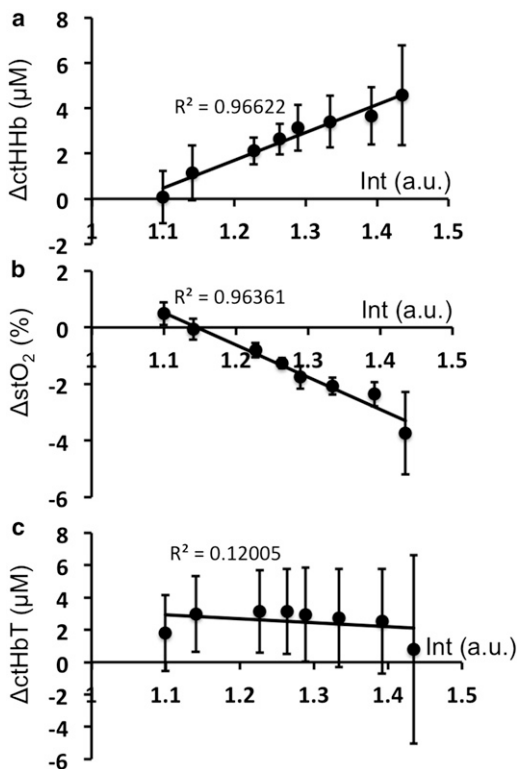 a
8
6
4
2
0
-2
ΔctHHb (μM)
R² = 0.96622
Int (a.u.)
1 1.1 1.2 1.3 1.4 1.5
b
2
0
-2
-4
-6
ΔstO₂ (%)
R² = 0.96361
Int (a.u.)
1 1.1 1.2 1.3 1.4 1.5
c
8
6
4
2
0
-2
-4
-6
ΔctHbT (μM)
R² = 0.12005
Int (a.u.)
1 1.1 1.2 1.3 1.4 1.5